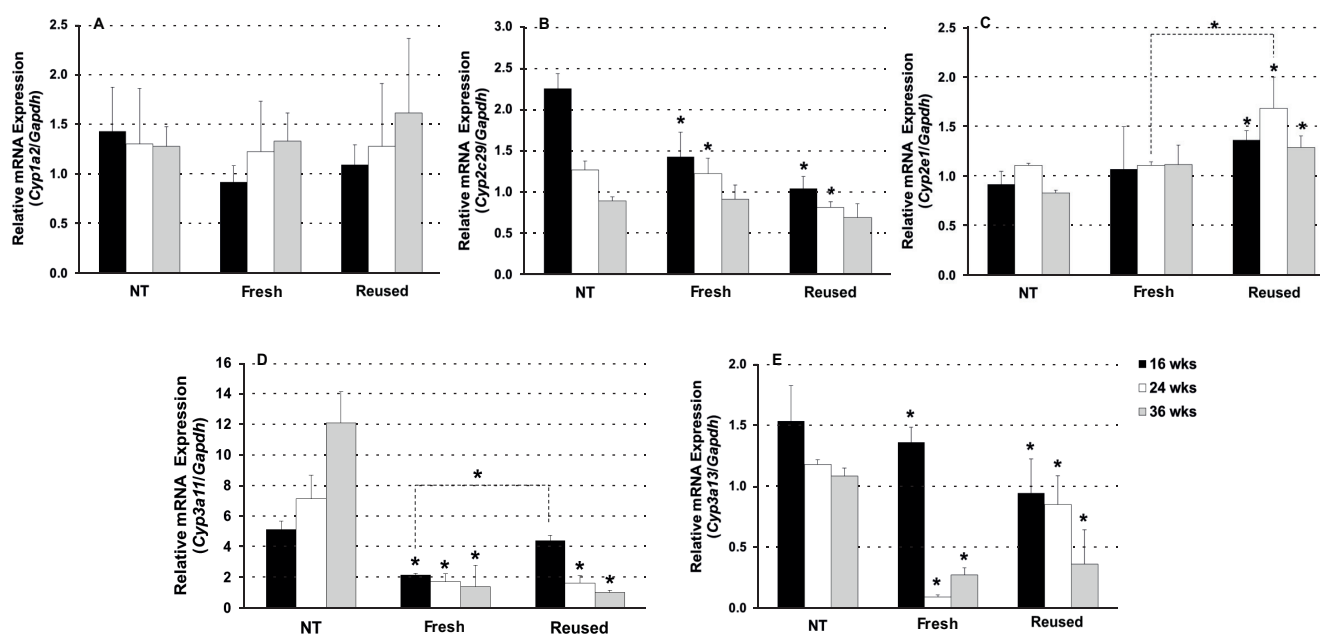 A
Relative mRNA Expression
(Cyp1a2/Gapdh)
2.5
2.0
1.5
1.0
0.5
0.0
NT Fresh Reused
B
Relative mRNA Expression
(Cyp2c29/Gapdh)
3.0
2.5
2.0
1.5
1.0
0.5
0.0
* * * *
NT Fresh Reused
C
Relative mRNA Expression
(Cyp2e1/Gapdh)
2.5
2.0
1.5
1.0
0.5
0.0
*
* * *
NT Fresh Reused
D
Relative mRNA Expression
(Cyp3a11/Gapdh)
16
14
12
10
8
6
4
2
0
*
* * * * *
NT Fresh Reused
E
Relative mRNA Expression
(Cyp3a13/Gapdh)
2.0
1.5
1.0
0.5
0.0
* * * * * *
NT Fresh Reused
16 wks
24 wks
36 wks